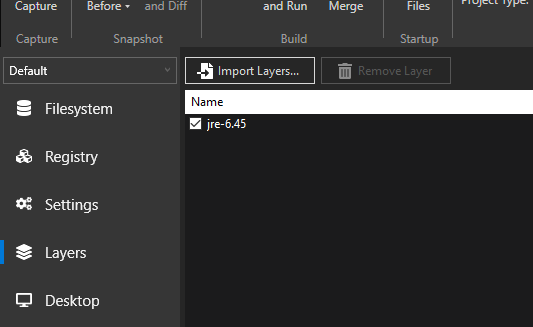 Capture
Before
and Diff
and Run
Merge
Files
Project Type:
Capture
Snapshot
Build
Startup
Default
Import Layers...
Remove Layer
Filesystem
Name
jre-6.45
Registry
Settings
Layers
Desktop